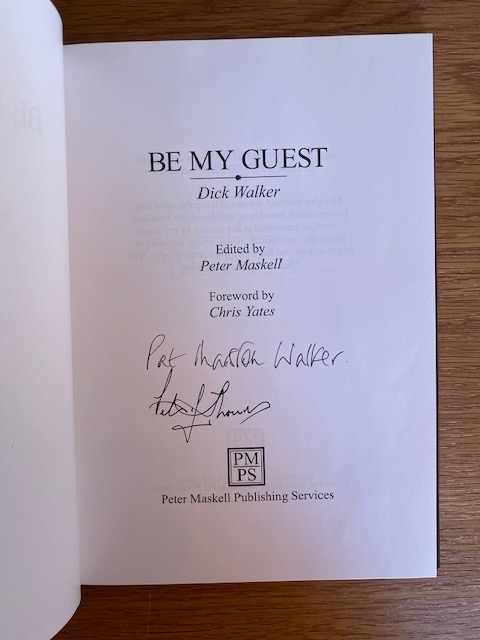 BE MY GUEST
Dick Walker
Edited by
Peter Maskell
Foreword by
Chris Yates
Pat Marston Walker.
PM
PS
Peter Maskell Publishing Services